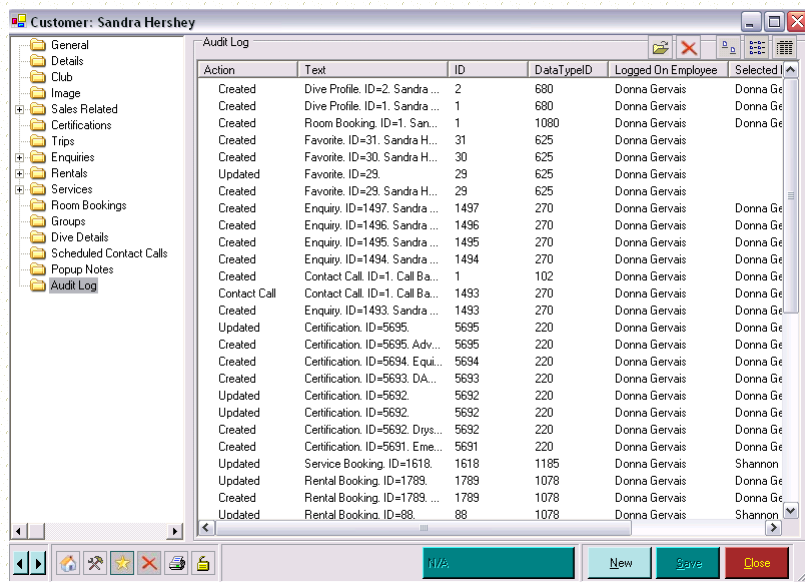 Customer: Sandra Hershey
General
Details
Club
Image
Sales Related
Certifications
Trips
Enquiries
Rentals
Services
Room Bookings
Groups
Dive Details
Scheduled Contact Calls
Popup Notes
Audit Log
Audit Log
Action Text ID DataTypeID Logged On Employee Selected
Created Dive Profile. ID=2. Sandra ... 2 680 Donna Gervais Donna Ge
Created Dive Profile. ID=1. Sandra ... 1 680 Donna Gervais Donna Ge
Created Room Booking. ID=1. San... 1 1080 Donna Gervais Donna Ge
Created Favorite. ID=31. Sandra H... 31 625 Donna Gervais
Created Favorite. ID=30. Sandra H... 30 625 Donna Gervais
Updated Favorite. ID=29. 29 625 Donna Gervais
Created Favorite. ID=29. Sandra H... 29 625 Donna Gervais
Created Enquiry. ID=1497. Sandra ... 1497 270 Donna Gervais Donna Ge
Created Enquiry. ID=1496. Sandra ... 1496 270 Donna Gervais Donna Ge
Created Enquiry. ID=1495. Sandra ... 1495 270 Donna Gervais Donna Ge
Created Enquiry. ID=1494. Sandra ... 1494 270 Donna Gervais Donna Ge
Created Contact Call. ID=1. Call Ba... 1 102 Donna Gervais Donna Ge
Contact Call Contact Call. ID=1. Call Ba... 1493 270 Donna Gervais Donna Ge
Created Enquiry. ID=1493. Sandra ... 1493 270 Donna Gervais Donna Ge
Updated Certification. ID=5695. 5695 220 Donna Gervais Donna Ge
Created Certification. ID=5695. Adv... 5695 220 Donna Gervais Donna Ge
Created Certification. ID=5694. Equi... 5694 220 Donna Gervais Donna Ge
Created Certification. ID=5693. DA... 5693 220 Donna Gervais Donna Ge
Updated Certification. ID=5692. 5692 220 Donna Gervais Donna Ge
Updated Certification. ID=5692. 5692 220 Donna Gervais Donna Ge
Created Certification. ID=5692. Drys... 5692 220 Donna Gervais Donna Ge
Created Certification. ID=5691. Eme... 5691 220 Donna Gervais Donna Ge
Updated Service Booking. ID=1618. 1618 1185 Donna Gervais Shannon
Updated Rental Booking. ID=1789. 1789 1078 Donna Gervais Donna Ge
Created Rental Booking. ID=1789. ... 1789 1078 Donna Gervais Donna Ge
Updated Rental Booking. ID=88. 88 1078 Donna Gervais Shannon
N/A New Save Close